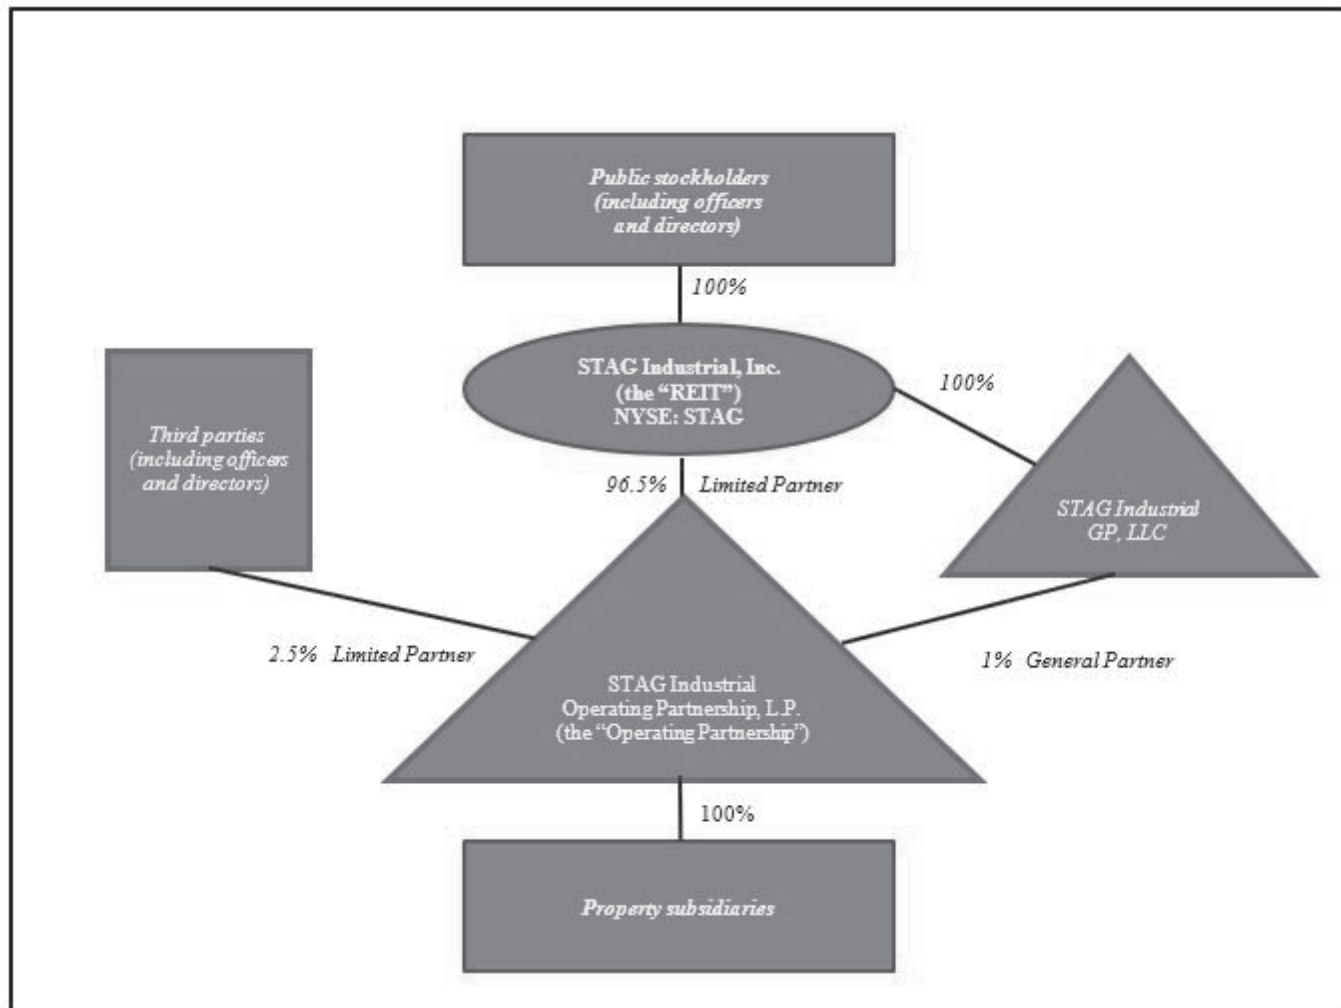 Public stockholders
(including officers
and directors)
100%
STAG Industrial, Inc.
(the “REIT”)
NYSE: STAG
100%
Third parties
(including officers
and directors)
96.5% Limited Partner
STAG Industrial
GP, LLC
2.5% Limited Partner
1% General Partner
STAG Industrial
Operating Partnership, L.P.
(the “Operating Partnership”)
100%
Property subsidiaries